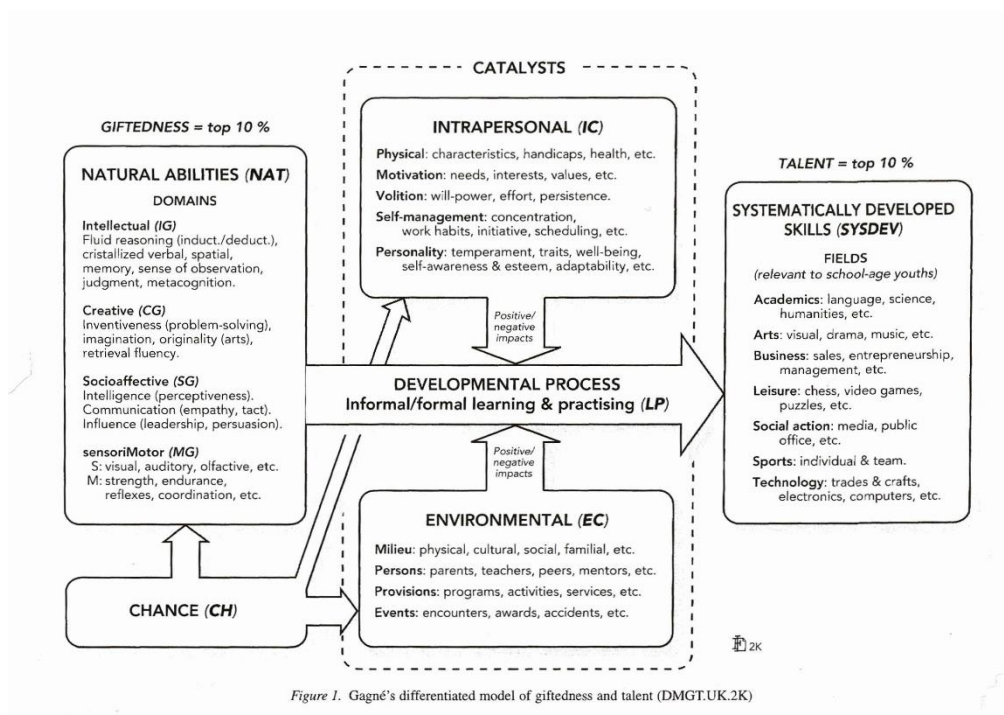 CATALYSTS
GIFTEDNESS = top 10 %
NATURAL ABILITIES (NAT)
DOMAINS
Intellectual (IG)
Fluid reasoning (induct./deduct.),
cristallized verbal, spatial,
memory, sense of observation,
judgment, metacognition.
Creative (CG)
Inventiveness (problem-solving),
imagination, originality (arts),
retrieval fluency.
Socioaffective (SG)
Intelligence (perceptiveness).
Communication (empathy, tact).
Influence (leadership, persuasion).
sensoriMotor (MG)
S: visual, auditory, olfactive, etc.
M: strength, endurance,
reflexes, coordination, etc.
CHANCE (CH)
INTRAPERSONAL (IC)
Physical: characteristics, handicaps, health, etc.
Motivation: needs, interests, values, etc.
Volition: will-power, effort, persistence.
Self-management: concentration,
work habits, initiative, scheduling, etc.
Personality: temperament, traits, well-being,
self-awareness & esteem, adaptability, etc.
Positive/
negative
impacts
DEVELOPMENTAL PROCESS
Informal/formal learning & practising (LP)
Positive/
negative
impacts
ENVIRONMENTAL (EC)
Milieu: physical, cultural, social, familial, etc.
Persons: parents, teachers, peers, mentors, etc.
Provisions: programs, activities, services, etc.
Events: encounters, awards, accidents, etc.
TALENT = top 10 %
SYSTEMATICALLY DEVELOPED
SKILLS (SYSDEV)
FIELDS
(relevant to school-age youths)
Academics: language, science,
humanities, etc.
Arts: visual, drama, music, etc.
Business: sales, entrepreneurship,
management, etc.
Leisure: chess, video games,
puzzles, etc.
Social action: media, public
office, etc.
Sports: individual & team.
Technology: trades & crafts,
electronics, computers, etc.
2K
Figure 1. Gagné's differentiated model of giftedness and talent (DMGT.UK.2K)